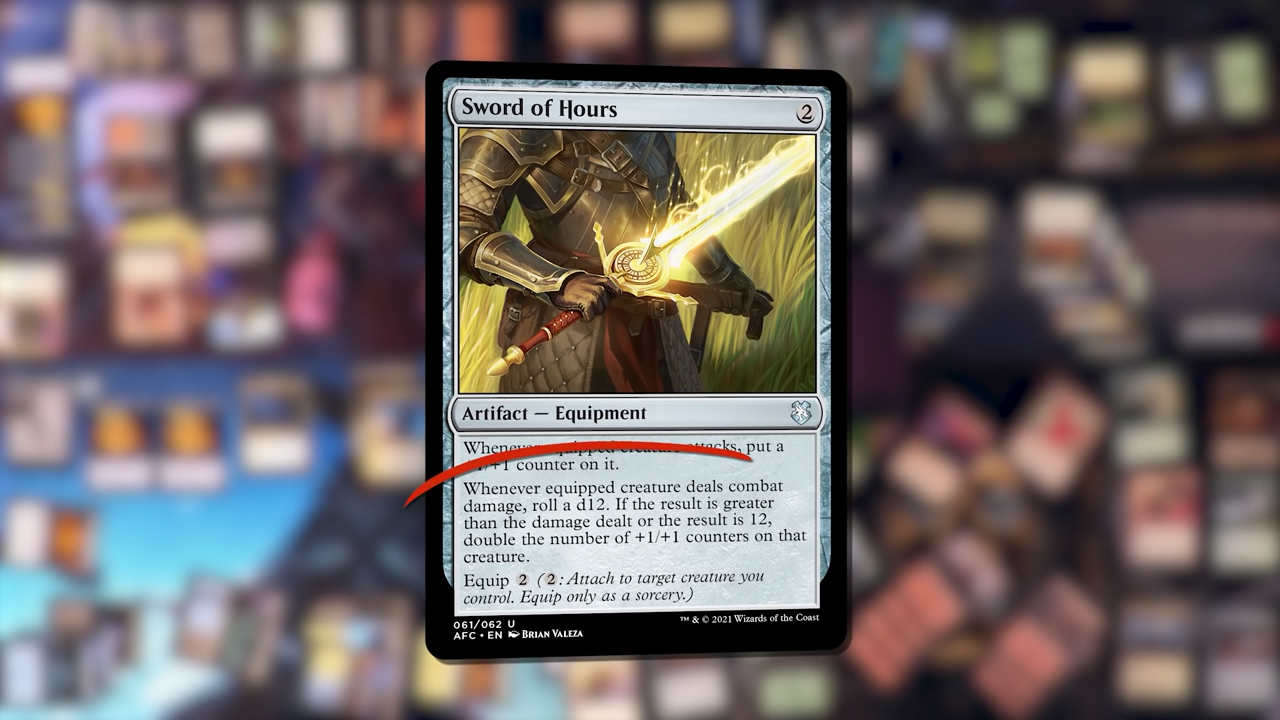 Sword of Hours 2
Artifact — Equipment
Whenever equipped creature attacks, put a
+1/+1 counter on it.
Whenever equipped creature deals combat
damage, roll a d12. If the result is greater
than the damage dealt or the result is 12,
double the number of +1/+1 counters on that
creature.
Equip 2 (2: Attach to target creature you
control. Equip only as a sorcery.)
061/062 U
AFC • EN BRIAN VALEZA
™ & © 2021 Wizards of the Coast